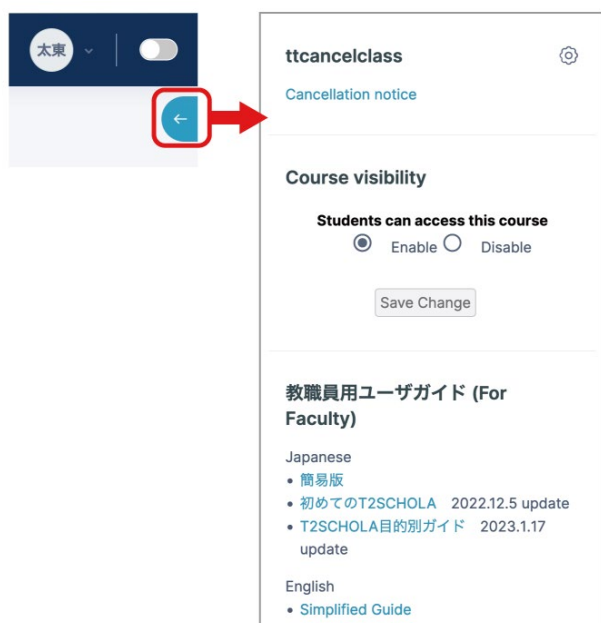 太東
ttcancelclass
Cancellation notice
Course visibility
Students can access this course
Enable Disable
Save Change
教職員用ユーザガイド (For
Faculty)
Japanese
• 簡易版
• 初めてのT2SCHOLA 2022.12.5 update
• T2SCHOLA目的別ガイド 2023.1.17
update
English
• Simplified Guide